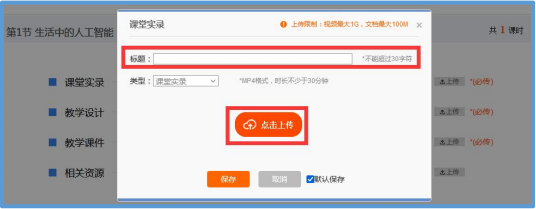 第1节 生活中的人工智能
共 1 课时
课堂实录
上传限制：视频最大1G，文档最大100M ×
标题：
*不能超过30字符
类型：课堂实录
*MP4格式，时长不少于30分钟
点击上传
保存
取消
默认保存
课堂实录
上传 *(必传)
教学设计
上传 *(必传)
教学课件
上传 *(必传)
相关资源
上传